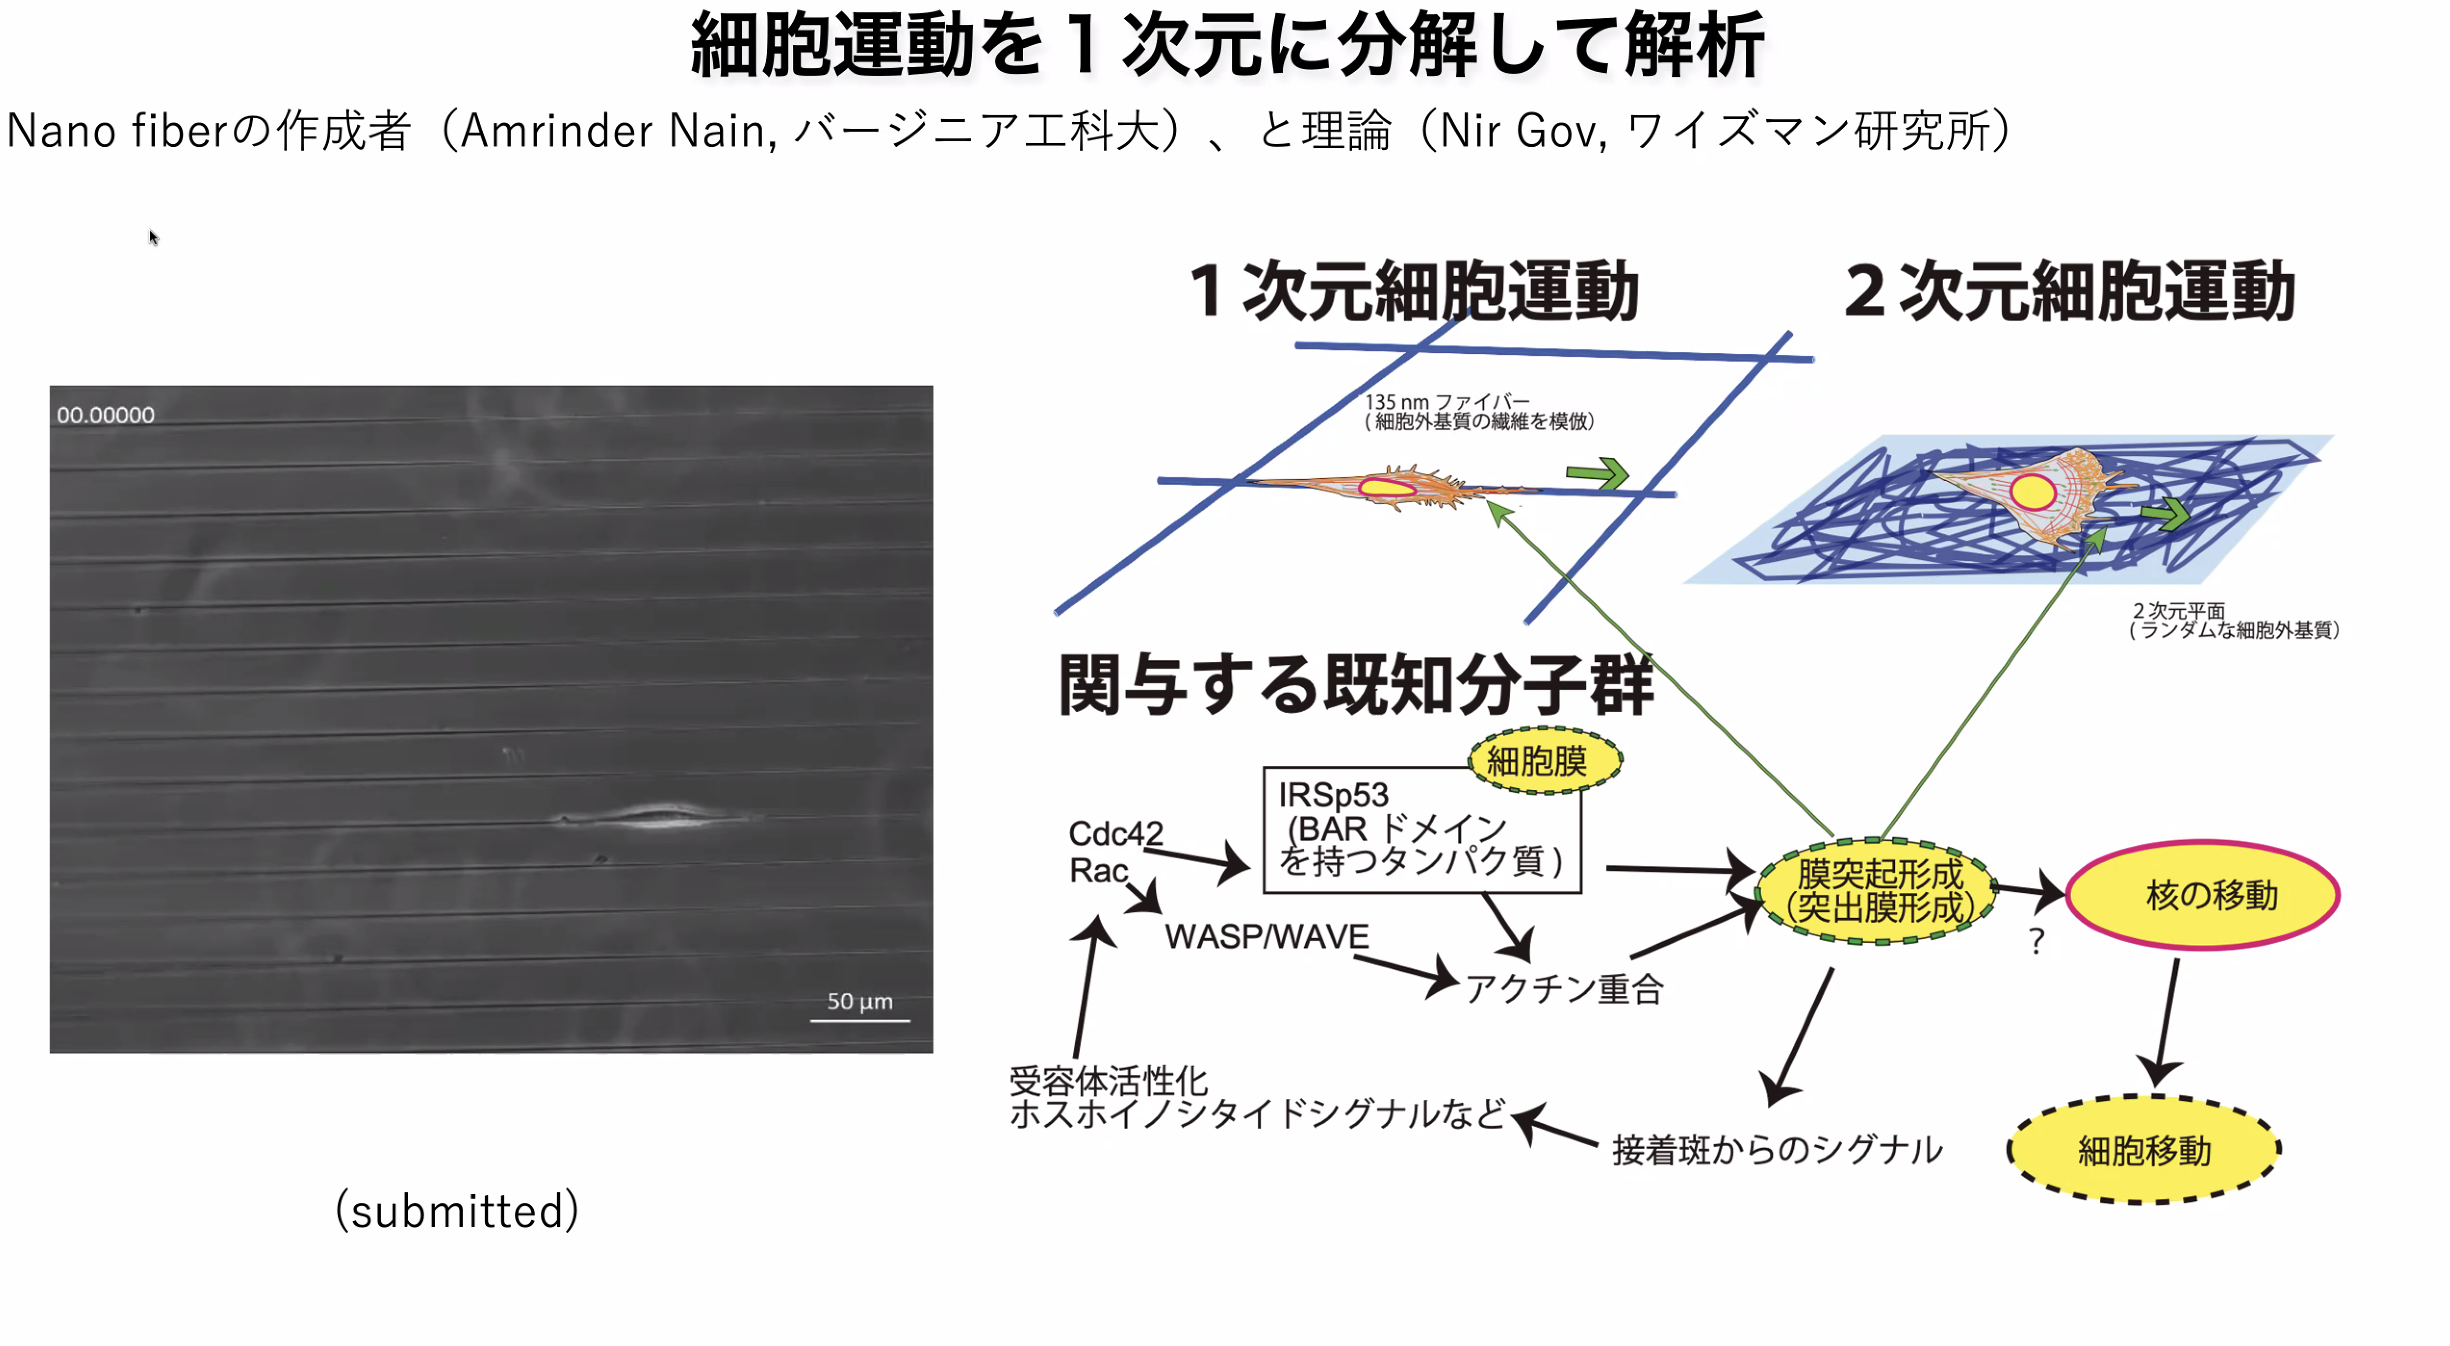 細胞運動を１次元に分解して解析
Nano fiberの作成者（Amrinder Nain, バージニア工科大）、と理論（Nir Gov, ワイズマン研究所）
１次元細胞運動
２次元細胞運動
135 nm ファイバー
( 細胞外基質の繊維を模倣)
2 次元平面
( ランダムな細胞外基質)
00.00000
50 µm
(submitted)
関与する既知分子群
細胞膜
IRSp53
(BAR ドメイン
を持つタンパク質 )
Cdc42
Rac
WASP/WAVE
アクチン重合
膜突起形成
(突出膜形成)
核の移動
?
受容体活性化
ホスホイノシタイドシグナルなど
接着斑からのシグナル
細胞移動